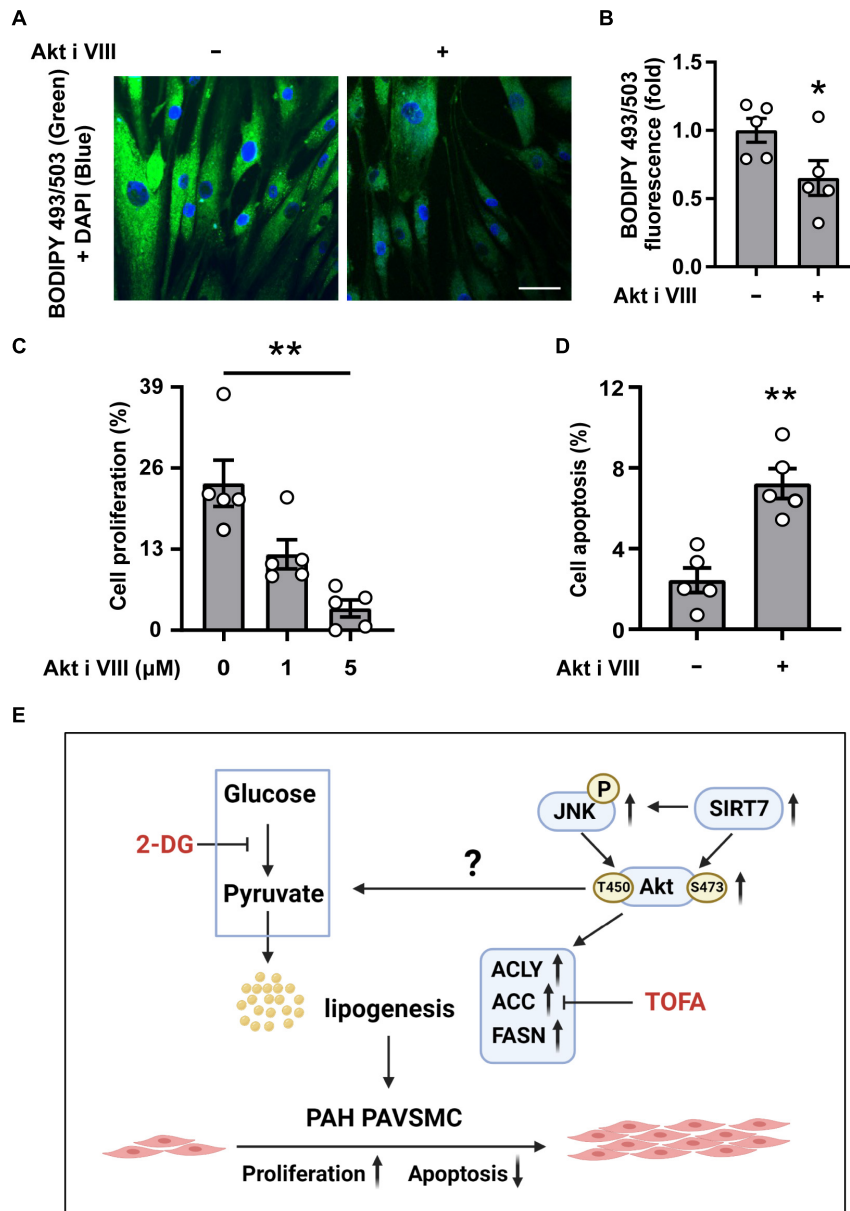 A
Akt i VIII – +
BODIPY 493/503 (Green)
+ DAPI (Blue)
B
BODIPY 493/503
fluorescence (fold)
1.5
*
1.0
0.5
0.0
Akt i VIII – +
C
Cell proliferation (%)
**
39
26
13
0
Akt i VIII (µM) 0 1 5
D
Cell apoptosis (%)
12
**
8
4
0
Akt i VIII – +
E
Glucose
2-DG
Pyruvate
?
P
JNK
SIRT7
T450 Akt S473
ACLY
ACC
FASN
TOFA
lipogenesis
PAH PAVSMC
Proliferation Apoptosis